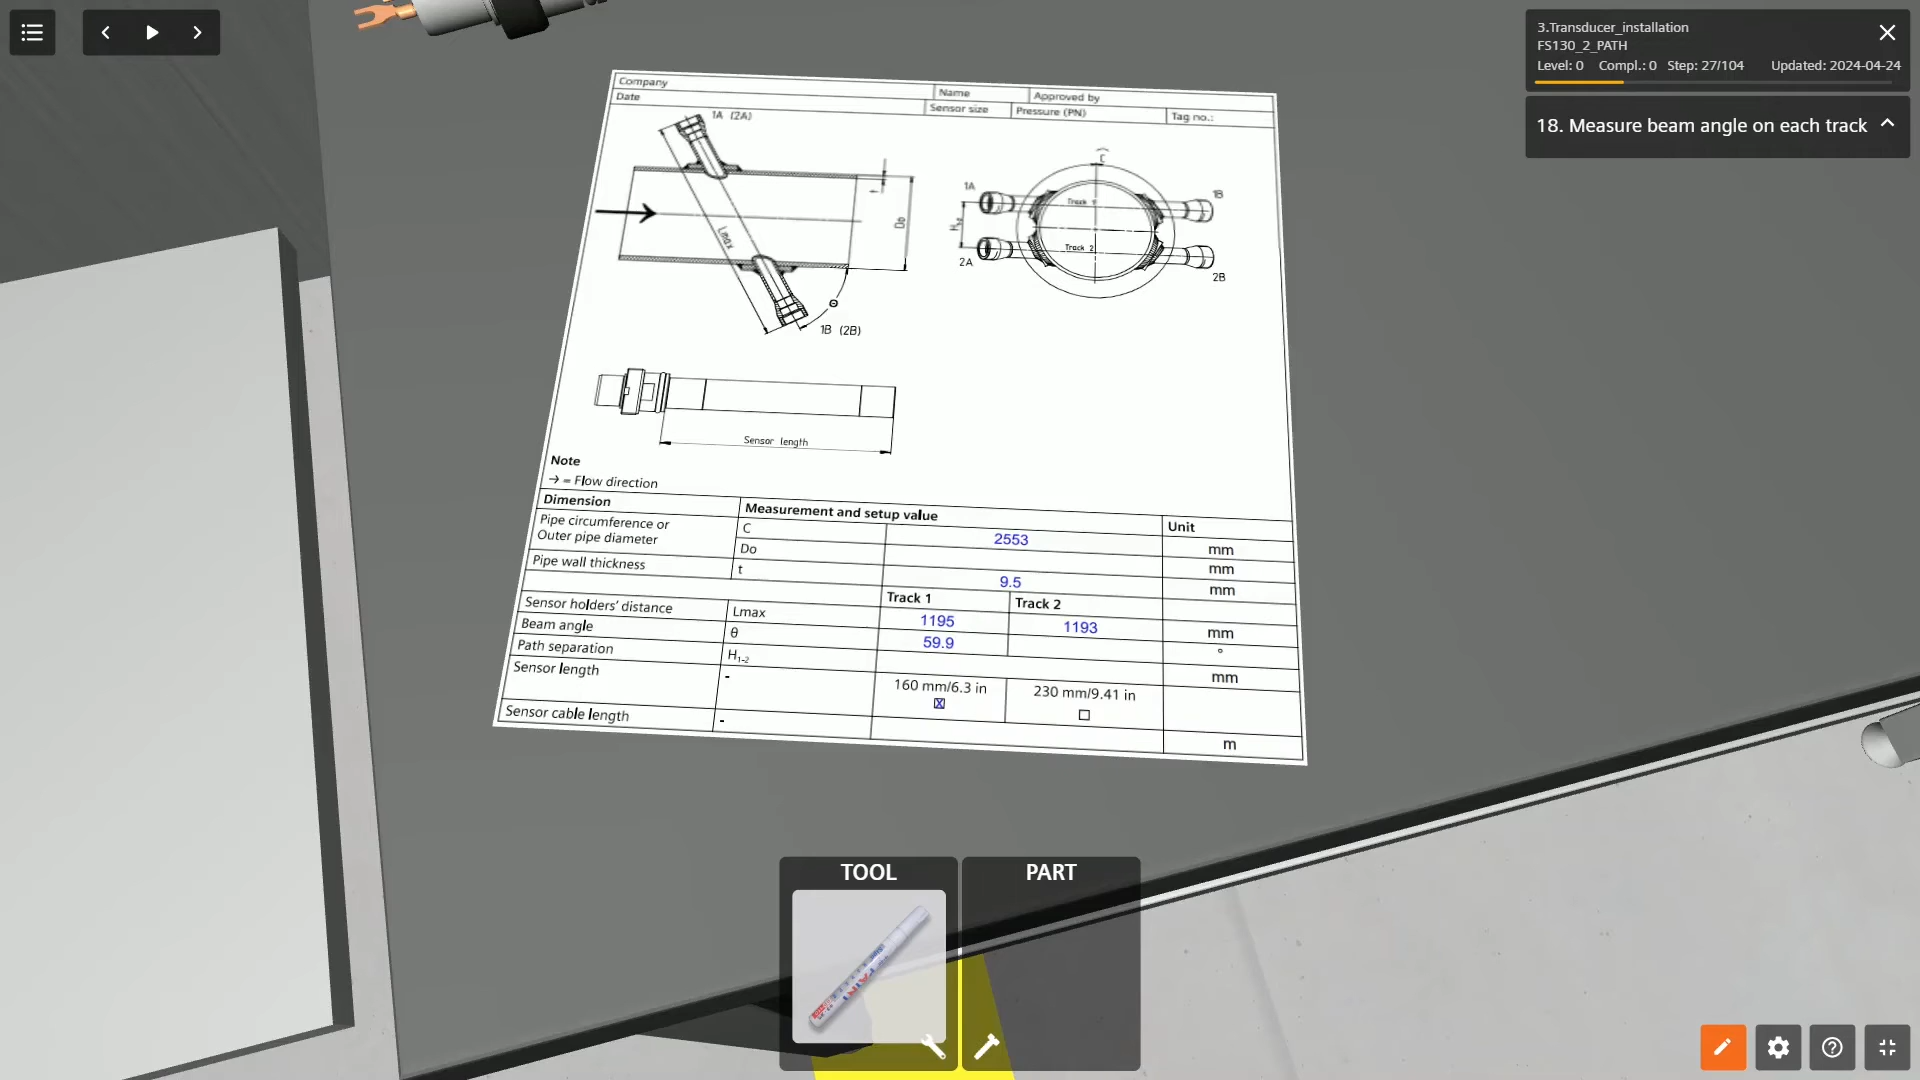 3.Transducer_installation
FS130_2_PATH
Level: 0 Compl.: 0 Step: 27/104 Updated: 2024-04-24
18. Measure beam angle on each track
Company Name Approved by
Date Sensor size Pressure (PN) Tag no.:
1A (2A)
t
Do
Lmax
Θ
1B (2B)
C
1A 1B
Track 1
Track 2
2A 2B
Sensor length
Note
→ = Flow direction
Dimension Measurement and setup value Unit
Pipe circumference or C 2553 mm
Outer pipe diameter Do mm
Pipe wall thickness t 9.5 mm
Track 1 Track 2
Sensor holders' distance Lmax 1195 1193 mm
Beam angle θ 59.9 °
Path separation H1-2 mm
Sensor length - 160 mm/6.3 in 230 mm/9.41 in
Sensor cable length - m
TOOL PART